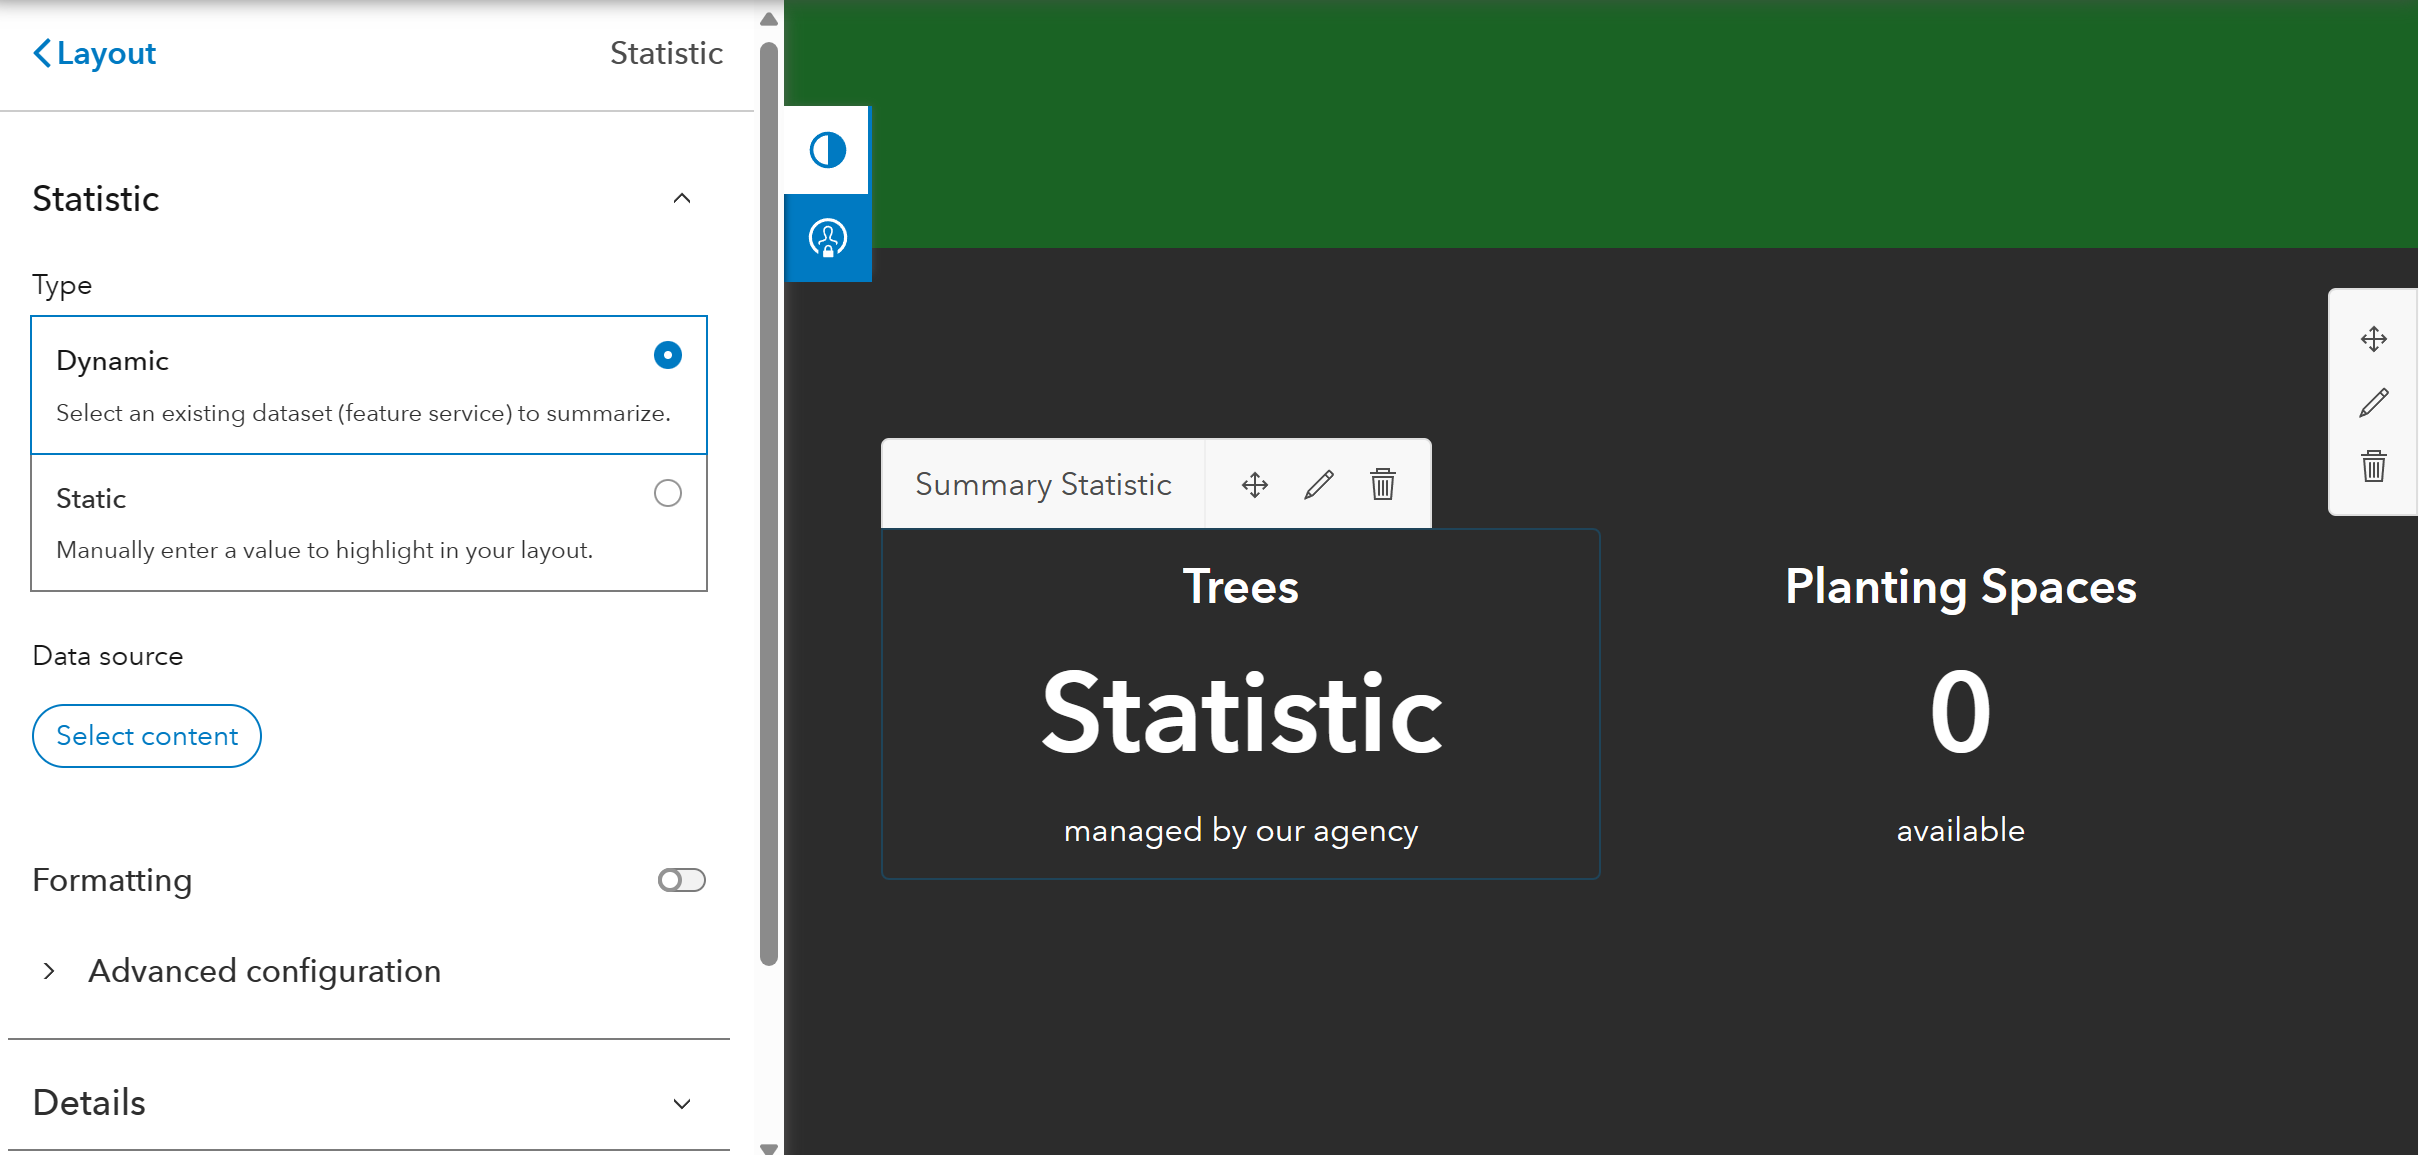 Layout
Statistic
Statistic
Type
Dynamic
Select an existing dataset (feature service) to summarize.
Static
Manually enter a value to highlight in your layout.
Data source
Select content
Formatting
Advanced configuration
Details
Summary Statistic
Trees
Statistic
managed by our agency
Planting Spaces
0
available